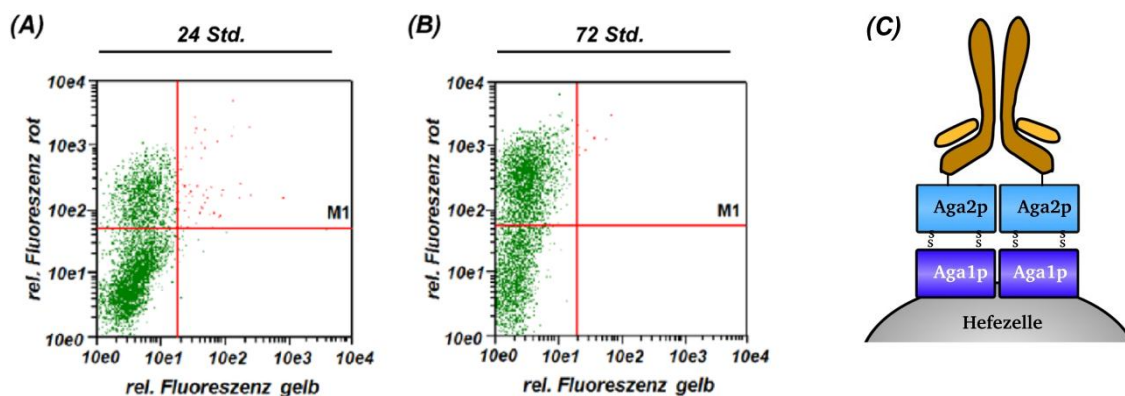 (A)
24 Std.
10e4
10e3
10e2
10e1
10e0
rel. Fluoreszenz rot
M1
10e0 10e1 10e2 10e3 10e4
rel. Fluoreszenz gelb
(B)
72 Std.
10e4
10e3
10e2
10e1
10e0
rel. Fluoreszenz rot
M1
10e0 10e1 10e2 10e3 10e4
rel. Fluoreszenz gelb
(C)
Aga2p Aga2p
S S S S
S S S S
Aga1p Aga1p
Hefezelle